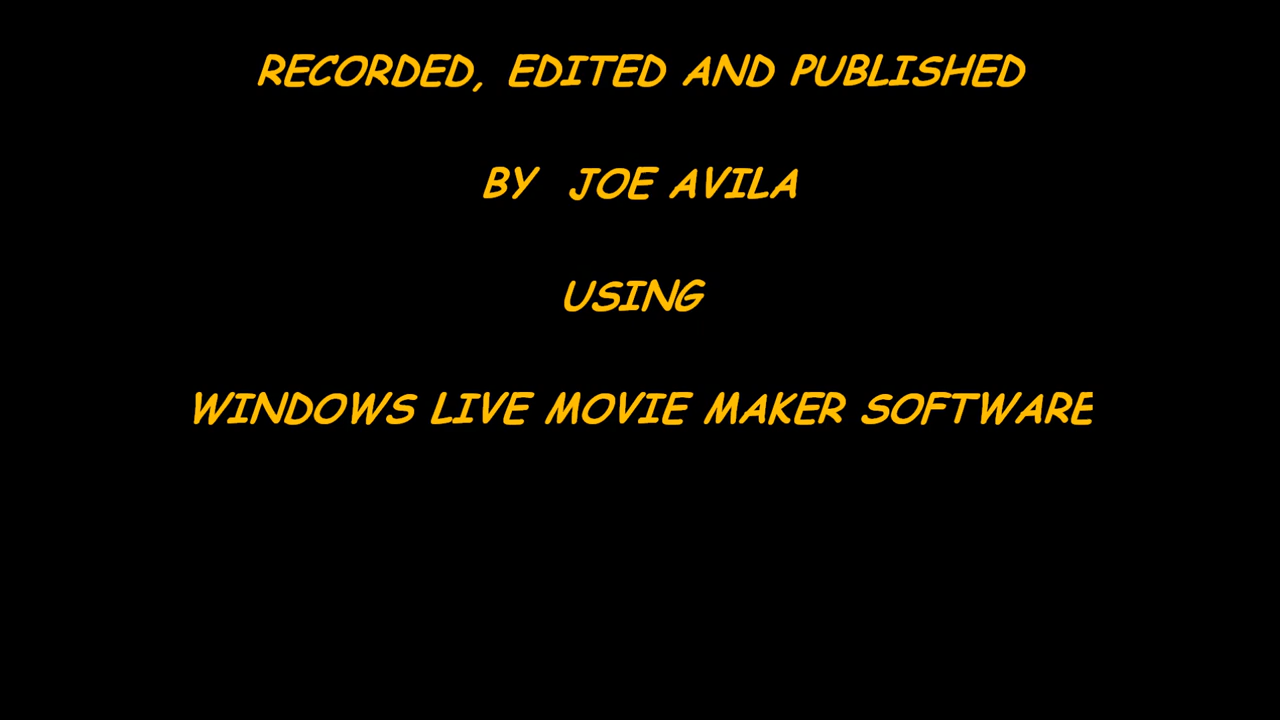 RECORDED, EDITED AND PUBLISHED
BY JOE AVILA
USING
WINDOWS LIVE MOVIE MAKER SOFTWARE